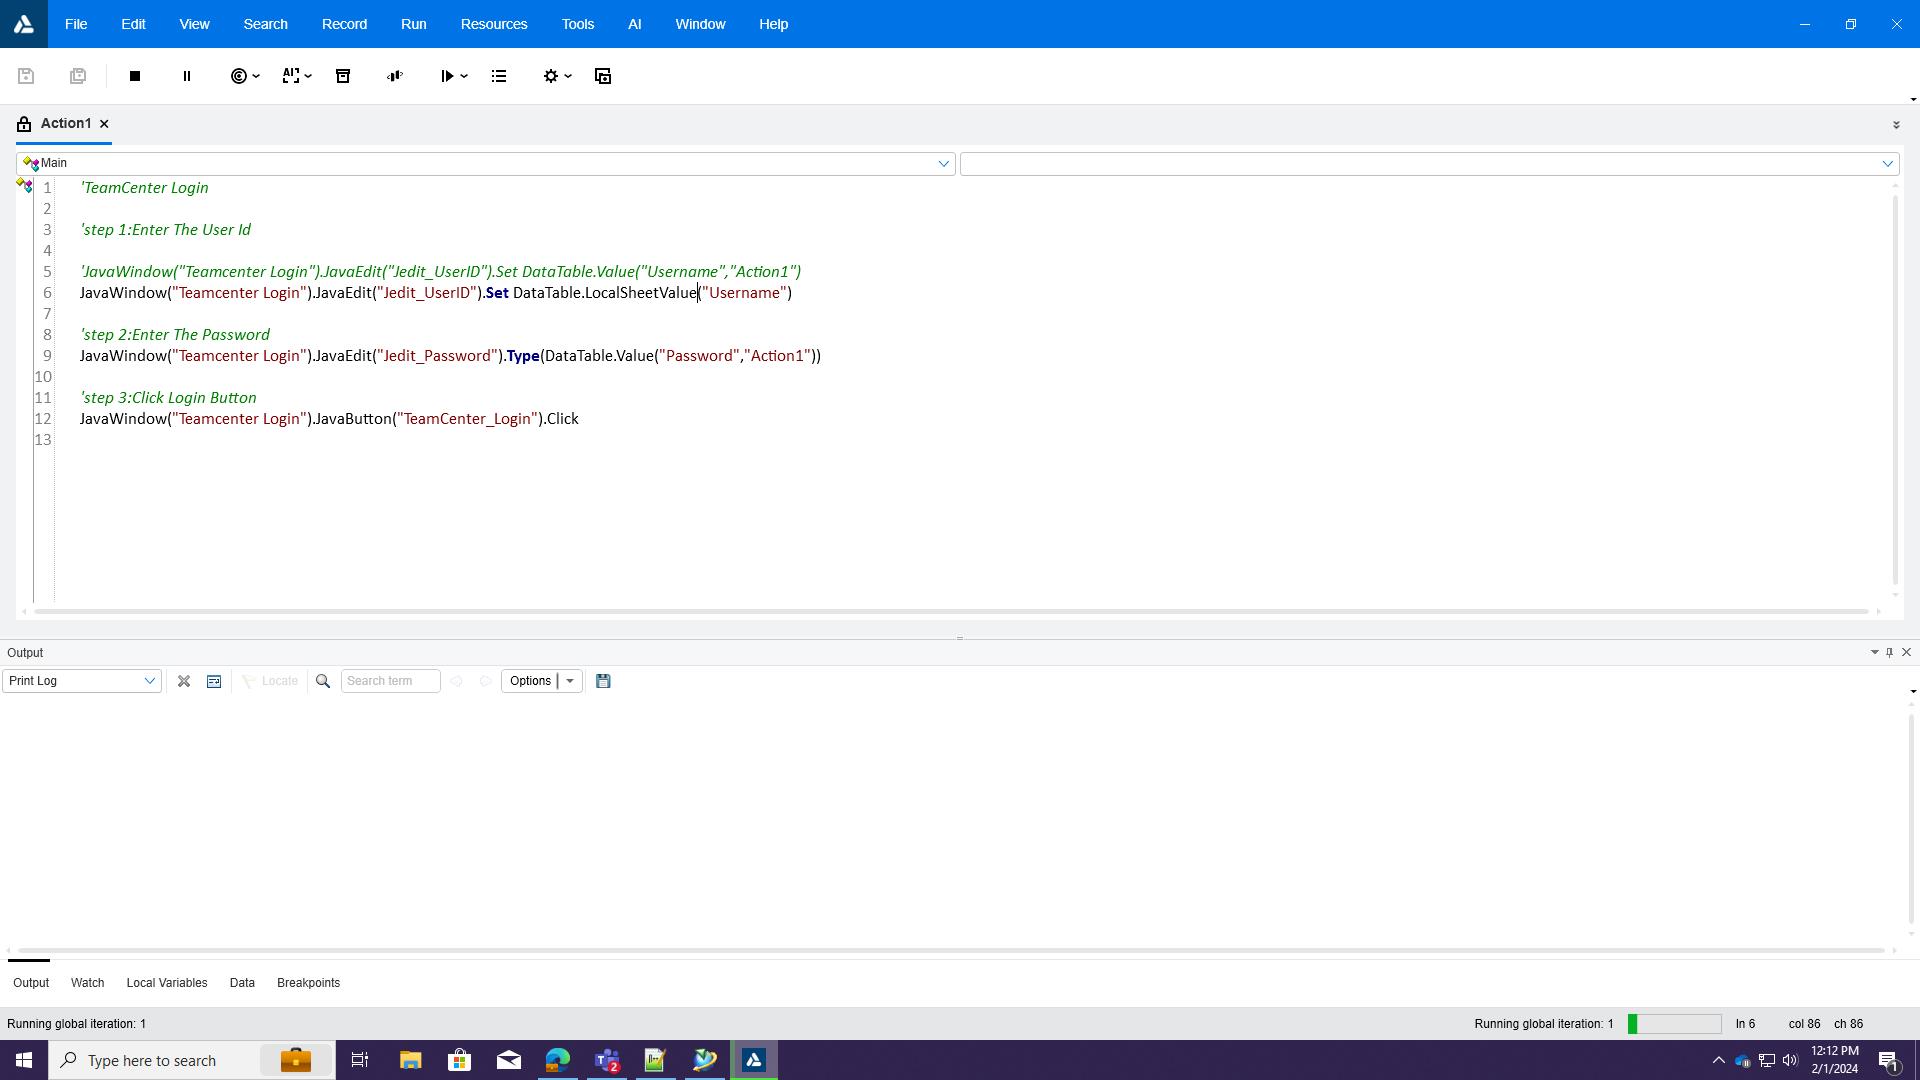 File Edit View Search Record Run Resources Tools AI Window Help
Action1
Main
1 'TeamCenter Login
2
3 'step 1:Enter The User Id
4
5 'JavaWindow("Teamcenter Login").JavaEdit("Jedit_UserID").Set DataTable.Value("Username","Action1")
6 JavaWindow("Teamcenter Login").JavaEdit("Jedit_UserID").Set DataTable.LocalSheetValue("Username")
7
8 'step 2:Enter The Password
9 JavaWindow("Teamcenter Login").JavaEdit("Jedit_Password").Type(DataTable.Value("Password","Action1"))
10
11 'step 3:Click Login Button
12 JavaWindow("Teamcenter Login").JavaButton("TeamCenter_Login").Click
13
Output
Print Log Locate Search term Options
Output Watch Local Variables Data Breakpoints
Running global iteration: 1 Running global iteration: 1 ln 6 col 86 ch 86
Type here to search 2 12:12 PM 1
2/1/2024